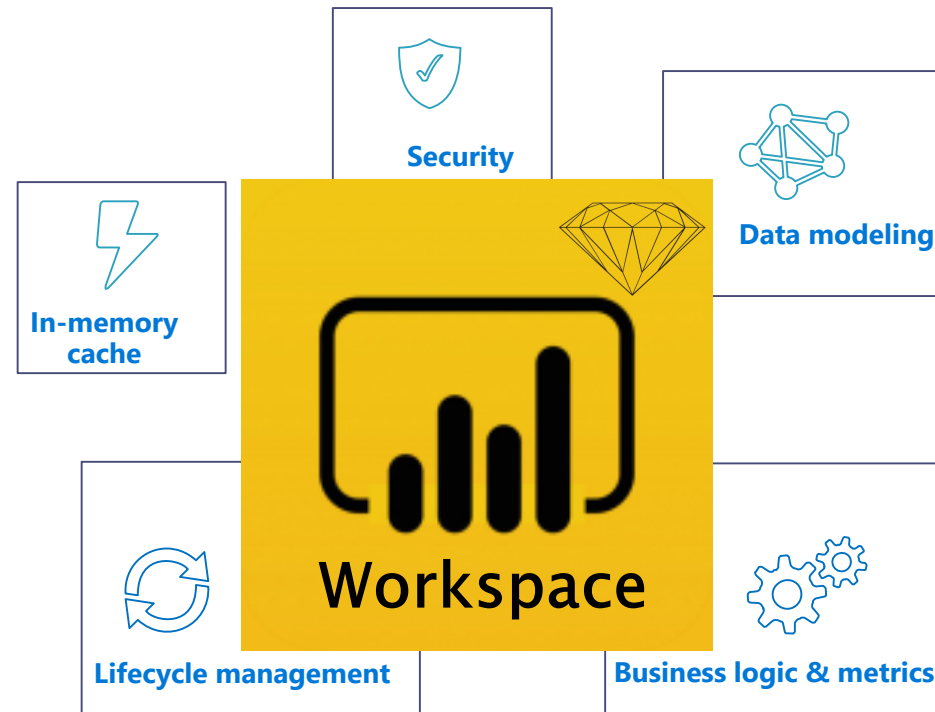 Security
Data modeling
In-memory
cache
Workspace
Lifecycle management
Business logic & metrics